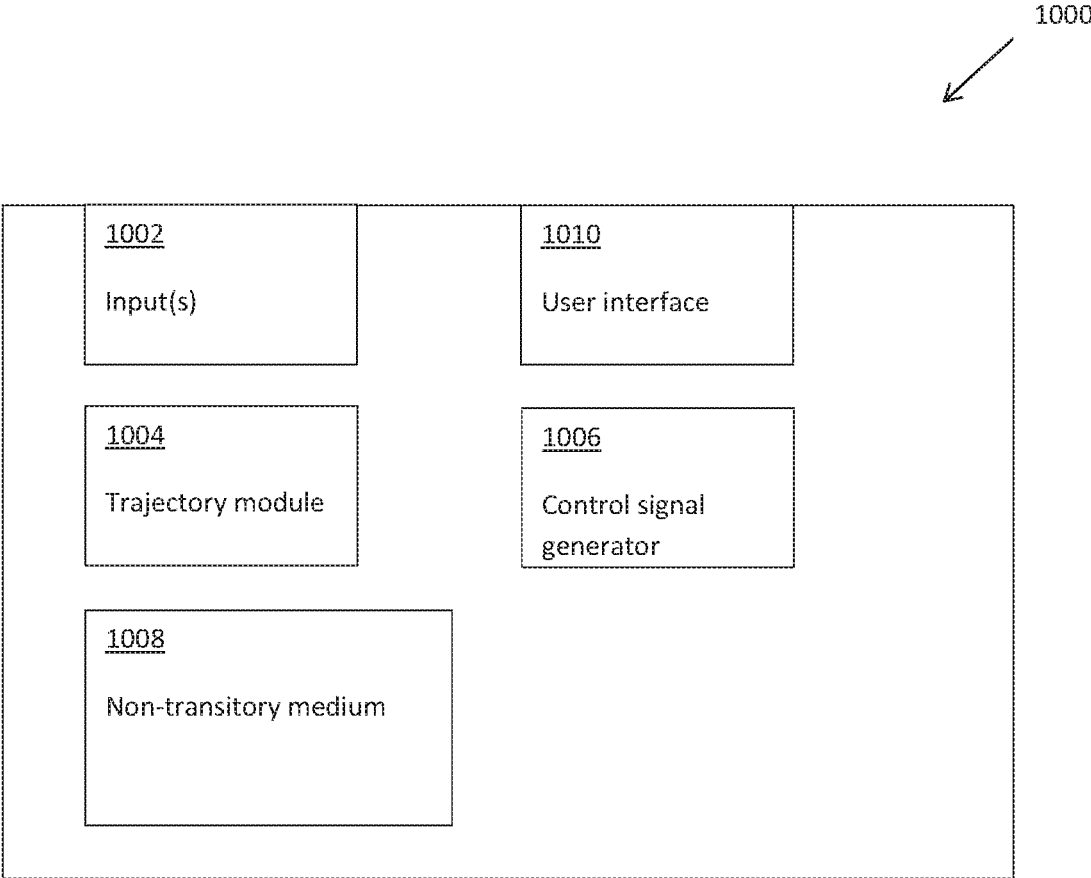 1000
1002
Input(s)
1010
User interface
1004
Trajectory module
1006
Control signal
generator
1008
Non-transitory medium